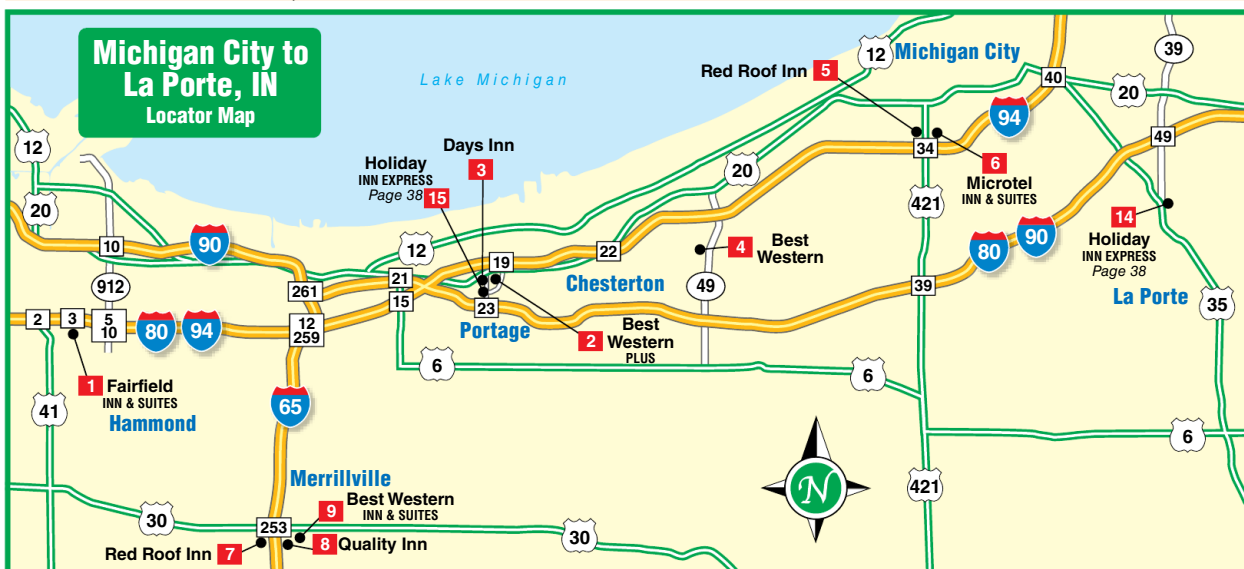 Michigan City to
La Porte, IN
Locator Map
Lake Michigan
12
Michigan City
39
Red Roof Inn 5
40
20
94
12
34
49
6
Microtel
INN & SUITES
Days Inn
3
Holiday
INN EXPRESS
Page 38 15
20
421
14
Holiday
INN EXPRESS
Page 38
La Porte
20
10
90
12
19
22
4 Best
Western
80
90
912
261
21
15
Chesterton
49
39
35
2
3
5
10
80
94
12
259
23
Portage
2 Best
Western
PLUS
1 Fairfield
INN & SUITES
Hammond
6
6
41
65
6
Merrillville
N
421
9 Best Western
INN & SUITES
30
253
30
Red Roof Inn 7
8 Quality Inn